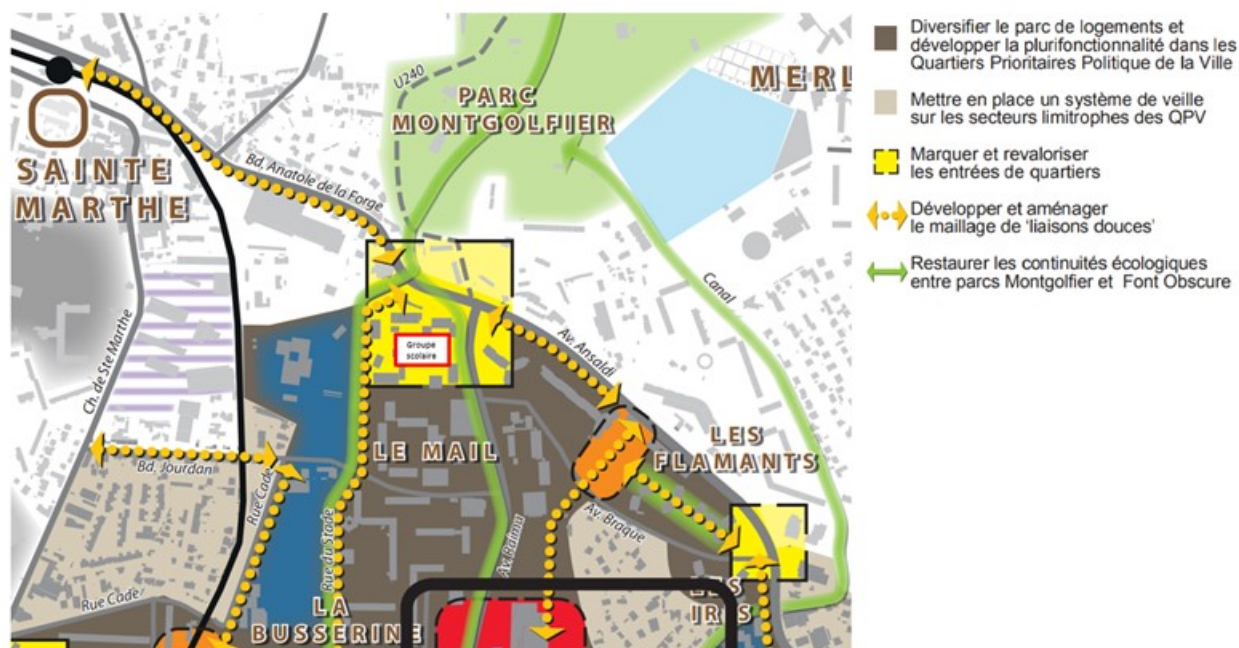 U240
PARC
MONTGOLFIER
MERL
SAINTE
MARTHE
Bd. Anatole de la Forge
Canal
Ch. de Ste Marthe
Groupe
scolaire
Av. Ansaldi
LE MAIL
LES
FLAMANTS
Bd. Jourdan
Rue Cade
Rue du Stade
Av. Raimu
Av. Braque
Rue Cade
LA
BUSSERINE
LES
IRIS
Diversifier le parc de logements et
développer la plurifonctionnalité dans les
Quartiers Prioritaires Politique de la Ville
Mettre en place un système de veille
sur les secteurs limitrophes des QPV
Marquer et revaloriser
les entrées de quartiers
Développer et aménager
le maillage de 'liaisons douces'
Restaurer les continuités écologiques
entre parcs Montgolfier et Font Obscure